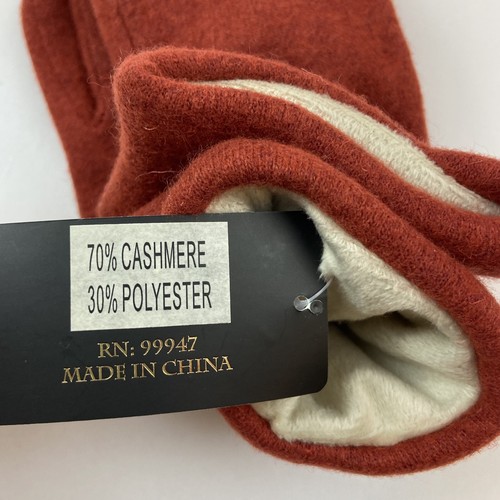 70% CASHMERE
30% POLYESTER
RN: 99947
MADE IN CHINA